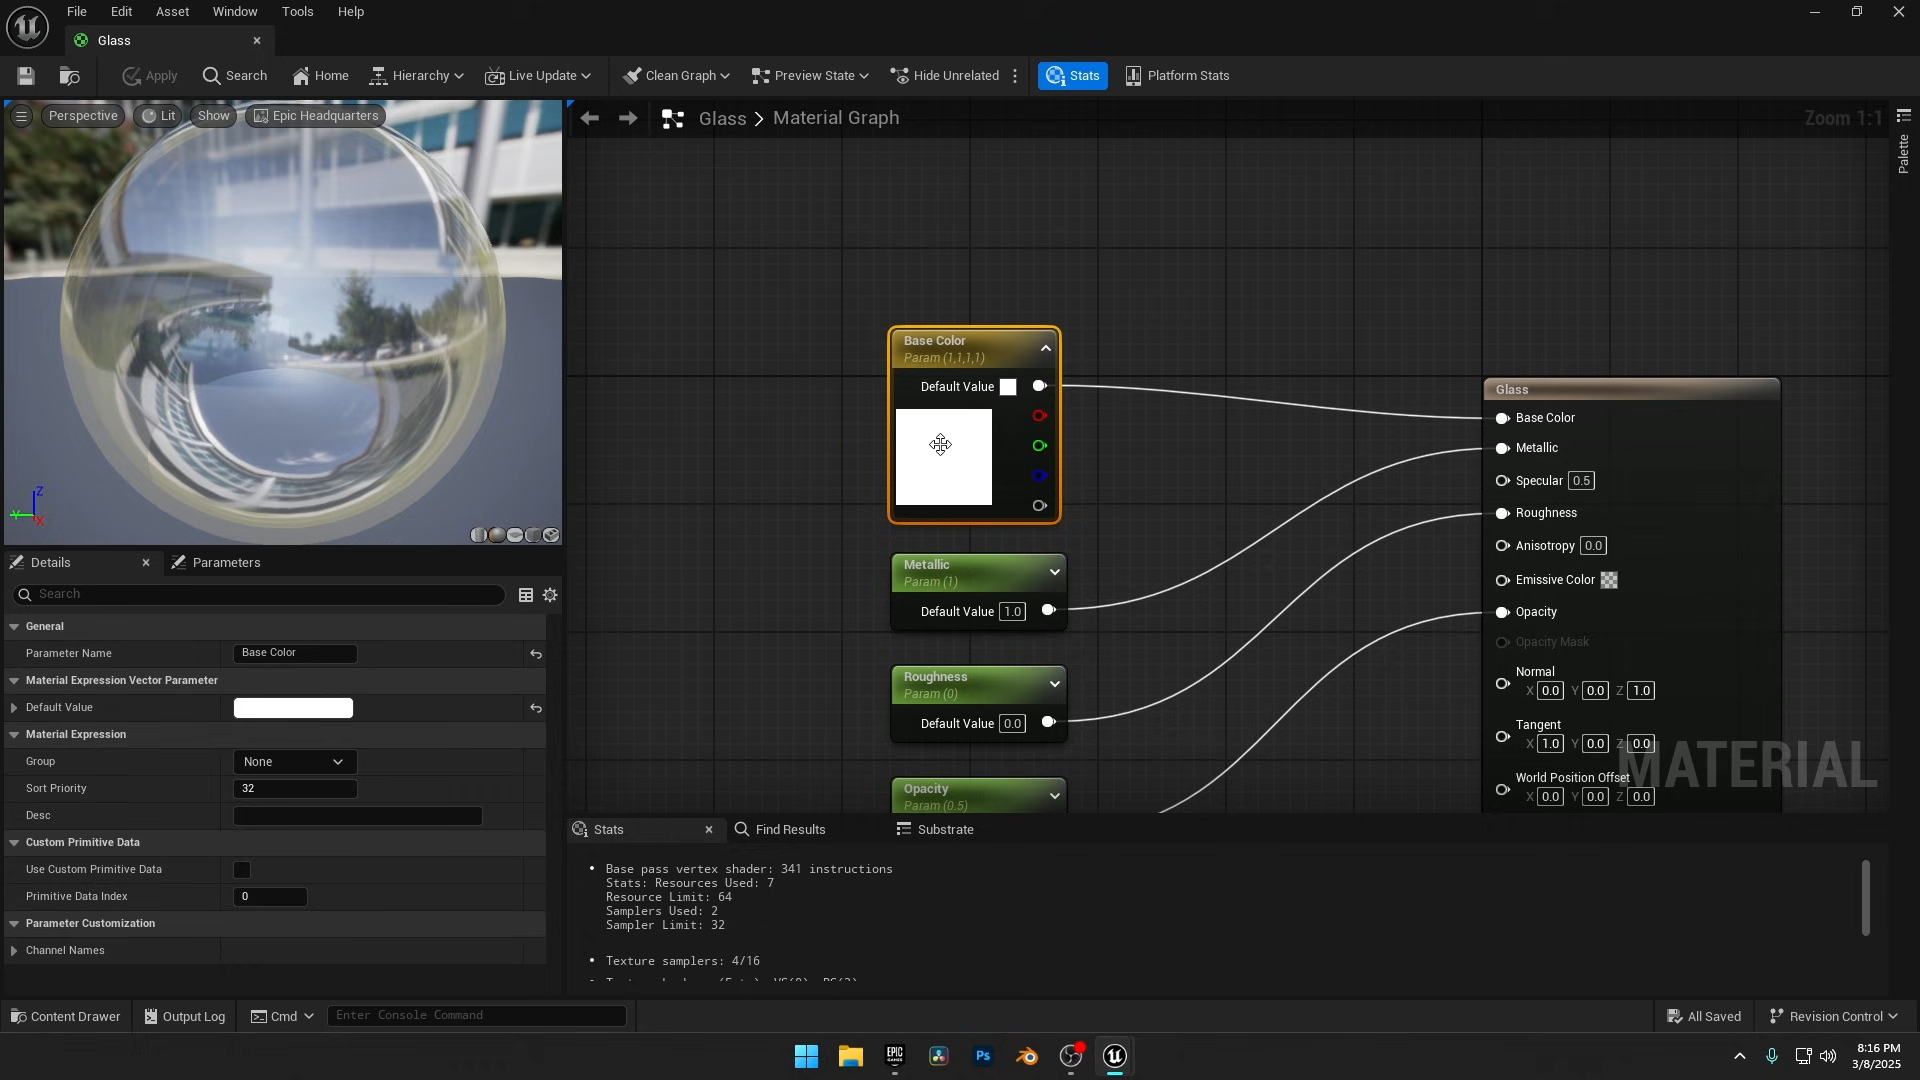 File Edit Asset Window Tools Help
Glass
Apply Search Home Hierarchy Live Update Clean Graph Preview State Hide Unrelated Stats Platform Stats
Perspective Lit Show Epic Headquarters
Glass > Material Graph
Zoom 1:1
Palette
Base Color
Param (1,1,1,1)
Default Value
Metallic
Param (1)
Default Value 1.0
Roughness
Param (0)
Default Value 0.0
Opacity
Param (0.5)
Glass
Base Color
Metallic
Specular 0.5
Roughness
Anisotropy 0.0
Emissive Color
Opacity
Opacity Mask
Normal
X 0.0 Y 0.0 Z 1.0
Tangent
X 1.0 Y 0.0 Z 0.0
World Position Offset
X 0.0 Y 0.0 Z 0.0
MATERIAL
Z
Y
X
Details Parameters
Search
General
Parameter Name Base Color
Material Expression Vector Parameter
Default Value
Material Expression
Group None
Sort Priority 32
Desc
Custom Primitive Data
Use Custom Primitive Data
Primitive Data Index 0
Parameter Customization
Channel Names
Stats Find Results Substrate
Base pass vertex shader: 341 instructions
Stats: Resources Used: 7
Resource Limit: 64
Samplers Used: 2
Sampler Limit: 32
Texture samplers: 4/16
Content Drawer Output Log Cmd Enter Console Command All Saved Revision Control
EPIC GAMES
Ps
8:16 PM
3/8/2025